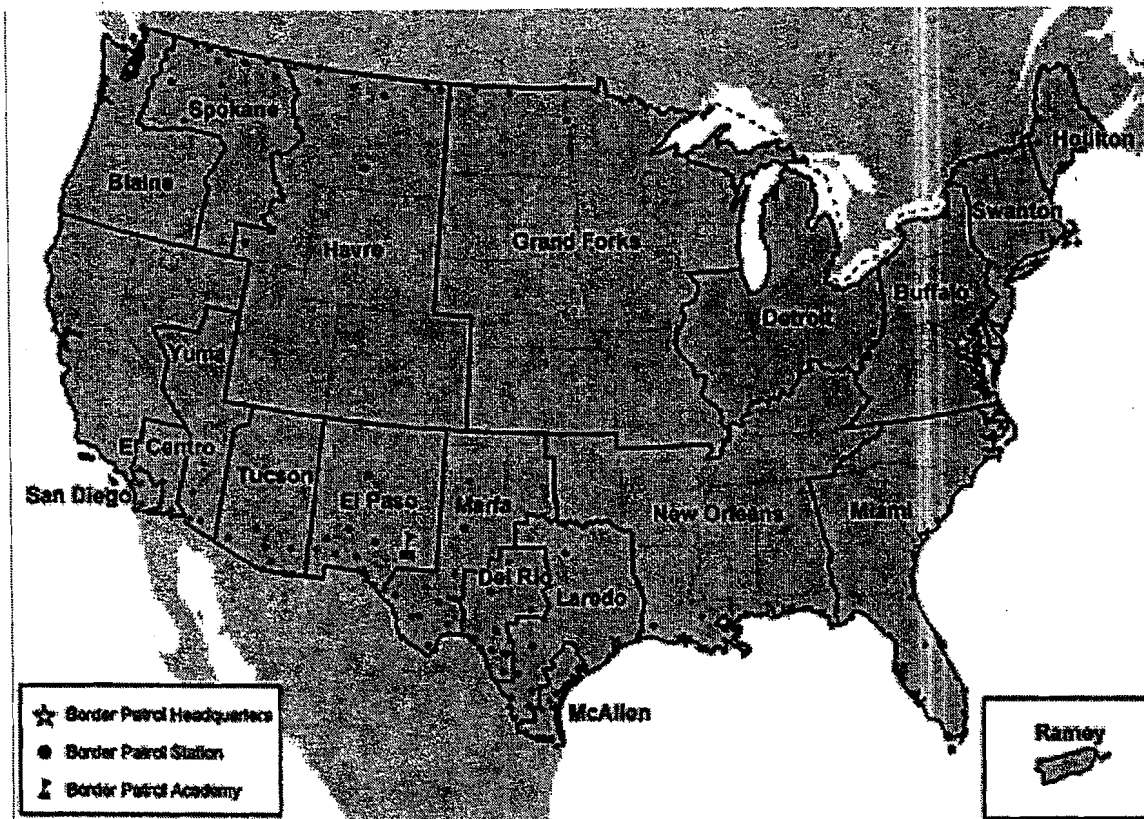 Spokane
Houlton
Blaine
Swanton
Havre
Grand Forks
Buffalo
Detroit
Yuma
El Centro
Tucson
San Diego
El Paso
Marfa
New Orleans
Miami
Del Rio
Laredo
McAllen
Border Patrol Headquarters
Border Patrol Station
Border Patrol Academy
Ramey